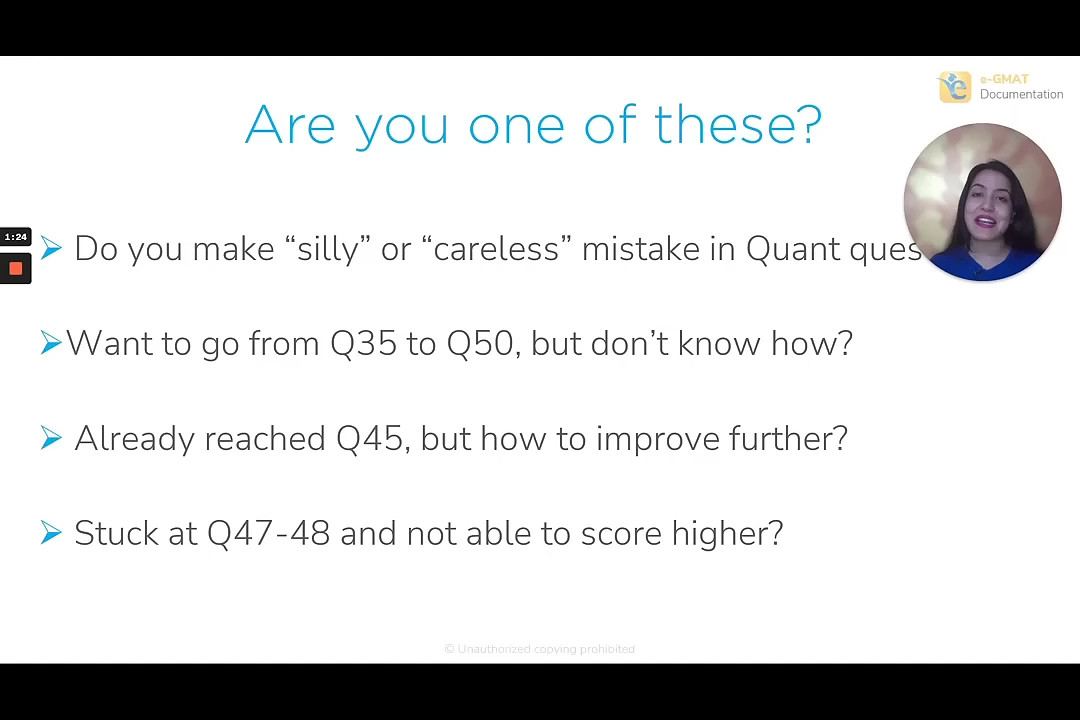 e-GMAT
Documentation
Are you one of these?
1:24
➢ Do you make “silly” or “careless” mistake in Quant ques
➢Want to go from Q35 to Q50, but don’t know how?
➢ Already reached Q45, but how to improve further?
➢ Stuck at Q47-48 and not able to score higher?
© Unauthorized copying prohibited